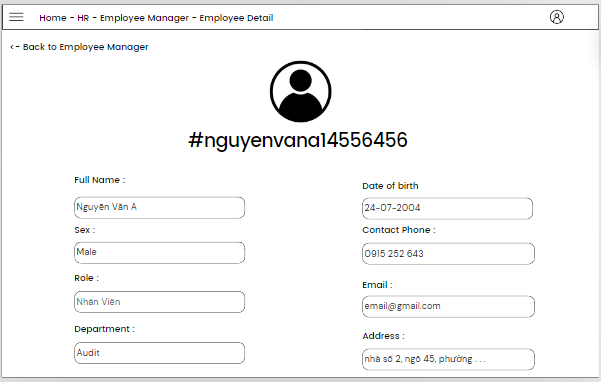 Home - HR - Employee Manager - Employee Detail
<- Back to Employee Manager
#nguyenvana14556456
Full Name :
Nguyễn Văn A
Sex :
Male
Role :
Nhân Viên
Department :
Audit
Date of birth
24-07-2004
Contact Phone :
0915 252 643
Email :
email@gmail.com
Address :
nhà số 2, ngõ 45, phường . . .